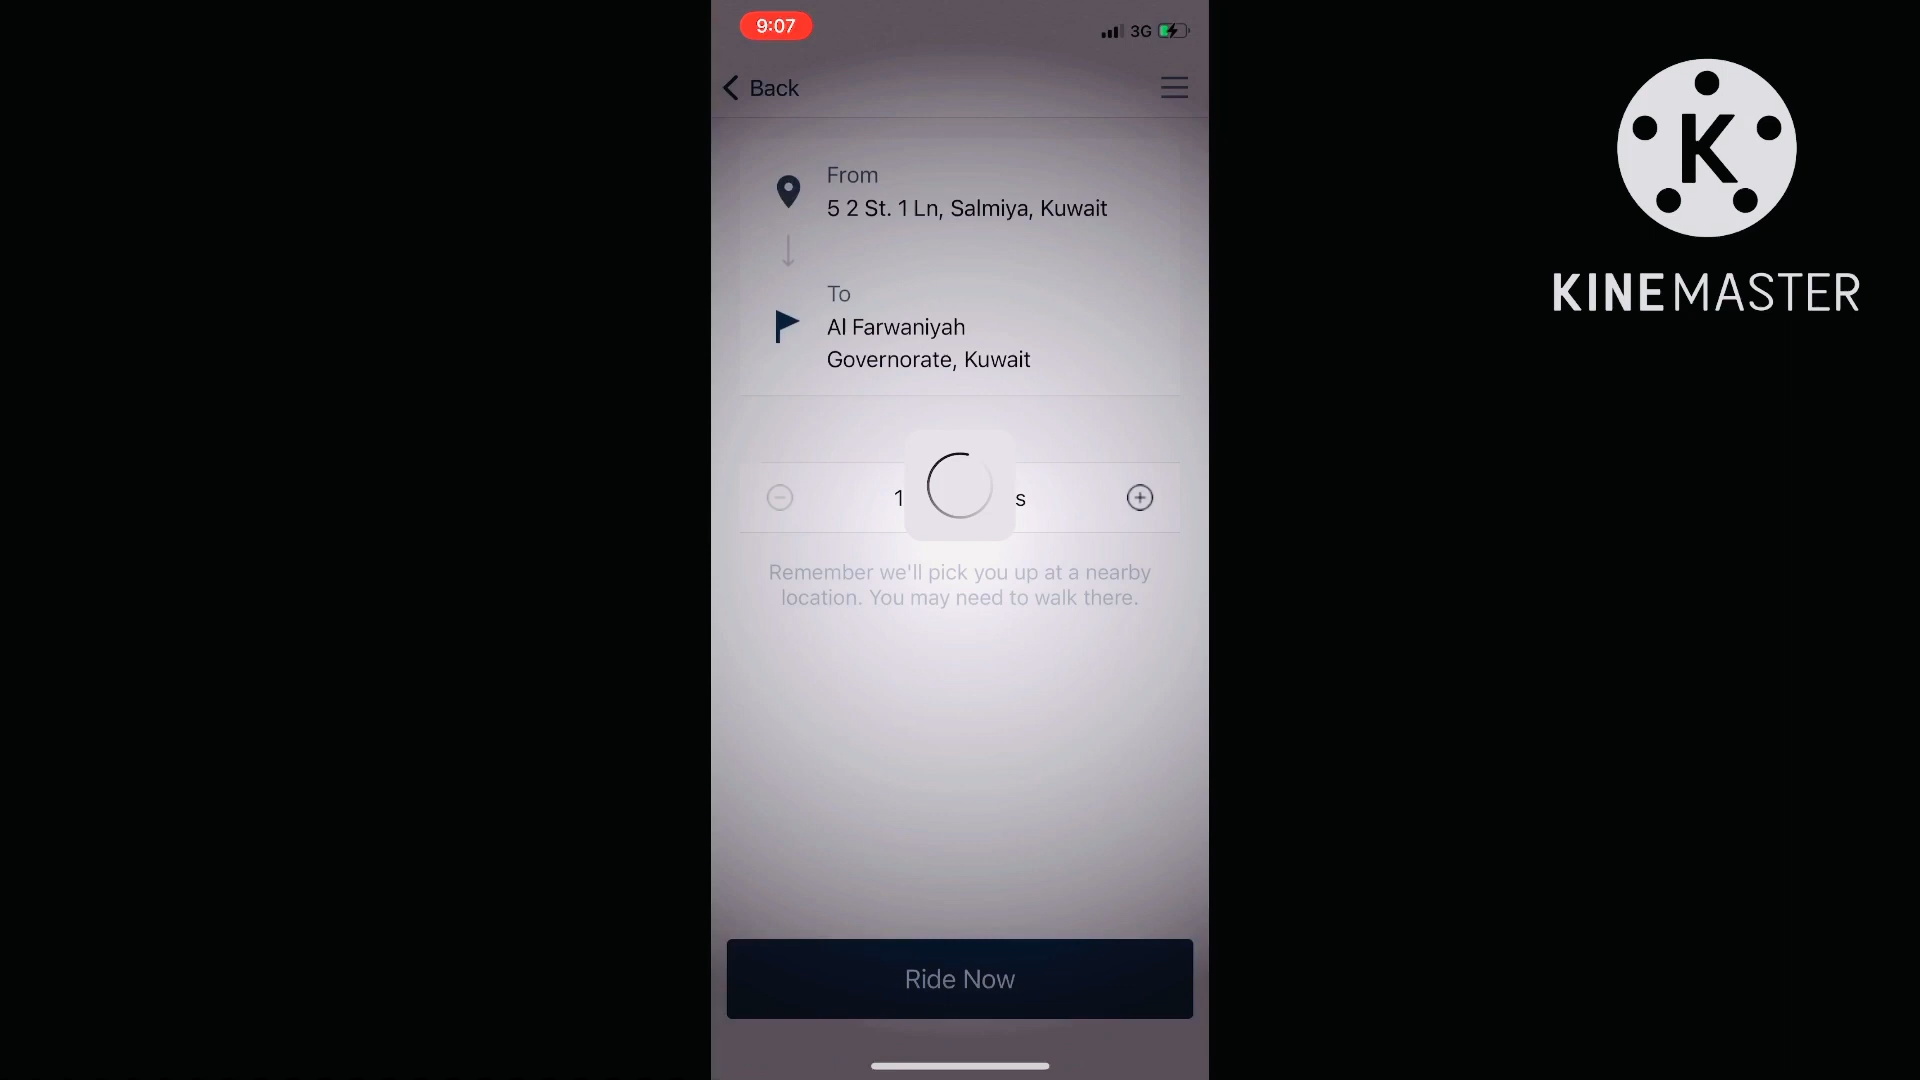 9:07
3G
Back
From
5 2 St. 1 Ln, Salmiya, Kuwait
To
Al Farwaniyah
Governorate, Kuwait
1 s
Remember we'll pick you up at a nearby
location. You may need to walk there.
Ride Now
K
KINEMASTER